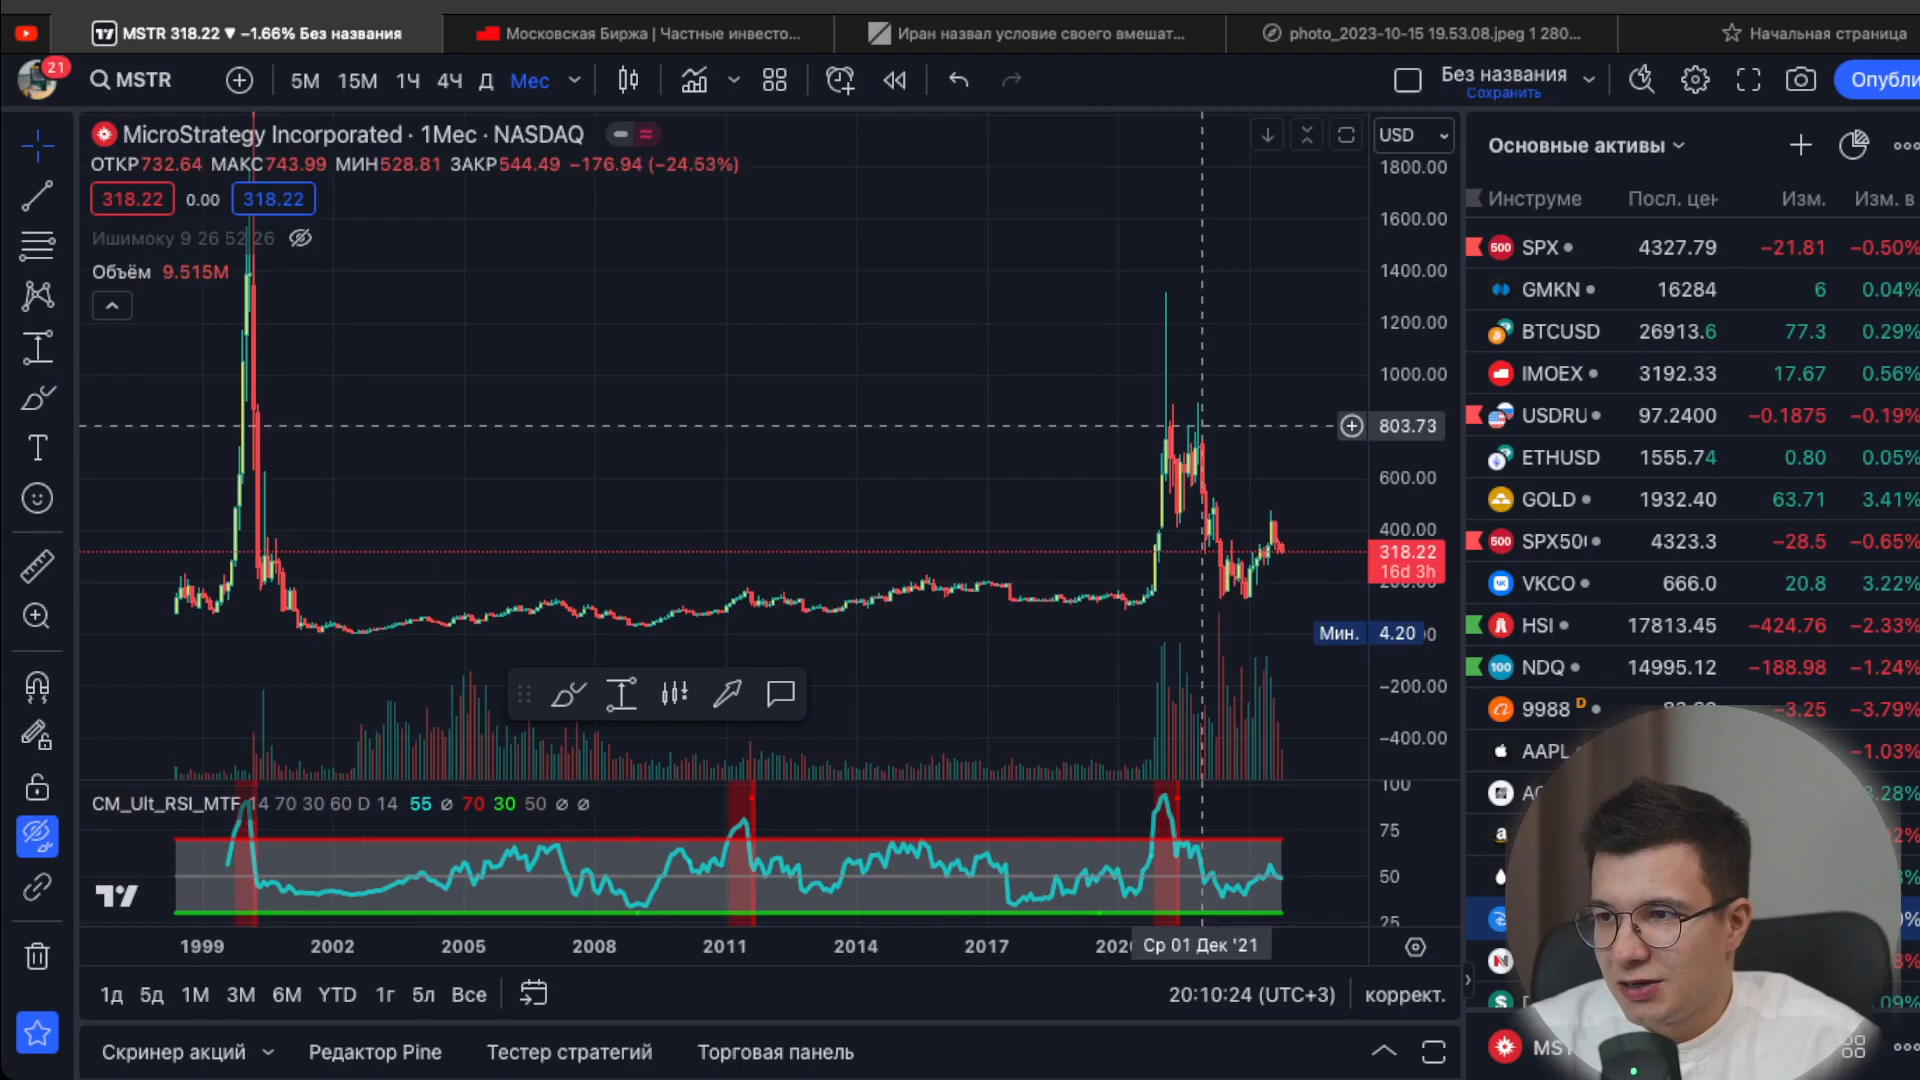 MSTR 318.22 ▼ −1.66% Без названия
Московская Биржа | Частные инвесто...
Иран назвал условие своего вмешат...
photo_2023-10-15 19.53.08.jpeg 1 280...
Начальная страница
21
MSTR
5М 15М 1Ч 4Ч Д Мес
Без названия
Сохранить
Опубли
MicroStrategy Incorporated · 1Мес · NASDAQ
ОТКР732.64 МАКС743.99 МИН528.81 ЗАКР544.49 −176.94 (−24.53%)
318.22 0.00 318.22
Ишимоку 9 26 52 26
Объём 9.515M
USD
1800.00
1600.00
1400.00
1200.00
1000.00
803.73
600.00
400.00
318.22
16d 3h
Мин. 4.20
−200.00
−400.00
CM_Ult_RSI_MTF 14 70 30 60 D 14 55 ∅ 70 30 50 ∅ ∅
100
75
50
25
1999 2002 2005 2008 2011 2014 2017
Ср 01 Дек '21
1д 5д 1М 3М 6М YTD 1г 5л Все
20:10:24 (UTC+3)
коррект.
Скринер акций Редактор Pine Тестер стратегий Торговая панель
Основные активы
Инструме Посл. цен Изм. Изм. в
500 SPX 4327.79 −21.81 −0.50%
GMKN 16284 6 0.04%
BTCUSD 26913.6 77.3 0.29%
IMOEX 3192.33 17.67 0.56%
USDRU 97.2400 −0.1875 −0.19%
ETHUSD 1555.74 0.80 0.05%
GOLD 1932.40 63.71 3.41%
500 SPX50 4323.3 −28.5 −0.65%
VKCO 666.0 20.8 3.22%
HSI 17813.45 −424.76 −2.33%
100 NDQ 14995.12 −188.98 −1.24%
9988 D −3.25 −3.79%
AAPL −1.03%